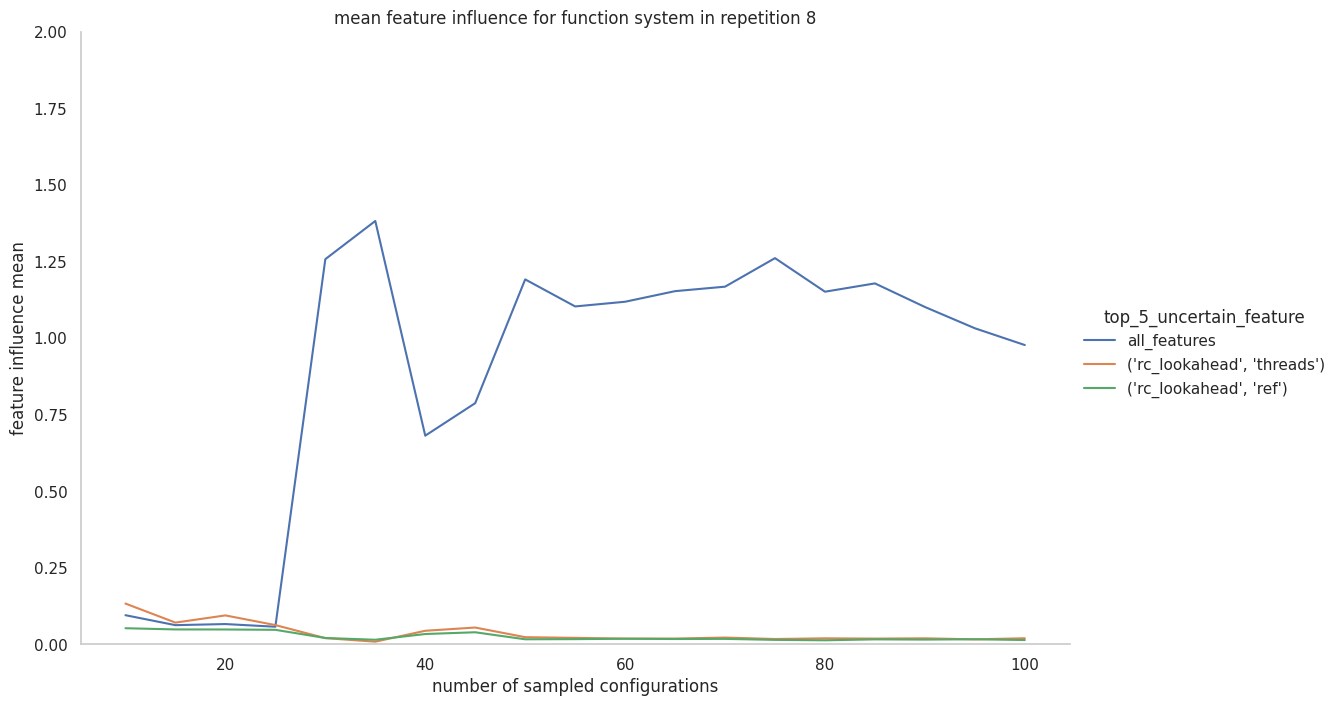 mean feature influence for function system in repetition 8
2.00
1.75
1.50
1.25
1.00
0.75
0.50
0.25
0.00
feature influence mean
20
40
60
80
100
number of sampled configurations
top_5_uncertain_feature
all_features
('rc_lookahead', 'threads')
('rc_lookahead', 'ref')